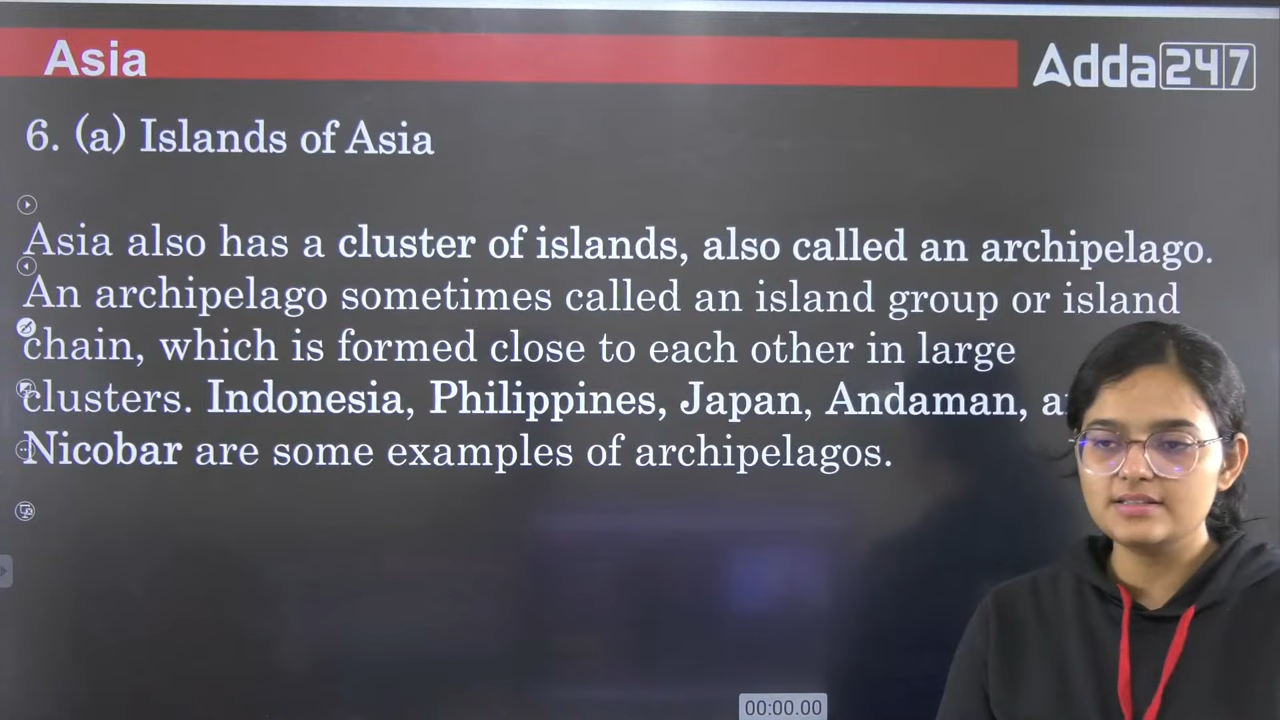 Asia
Adda247
6. (a) Islands of Asia
Asia also has a cluster of islands, also called an archipelago.
An archipelago sometimes called an island group or island
chain, which is formed close to each other in large
clusters. Indonesia, Philippines, Japan, Andaman,
Nicobar are some examples of archipelagos.
00:00.00